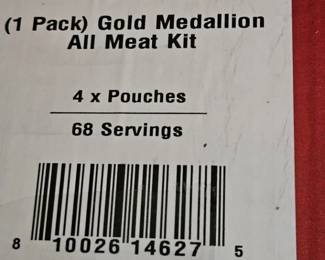 (1 Pack) Gold Medallion
All Meat Kit
4 x Pouches
68 Servings
8 10026 14627 5